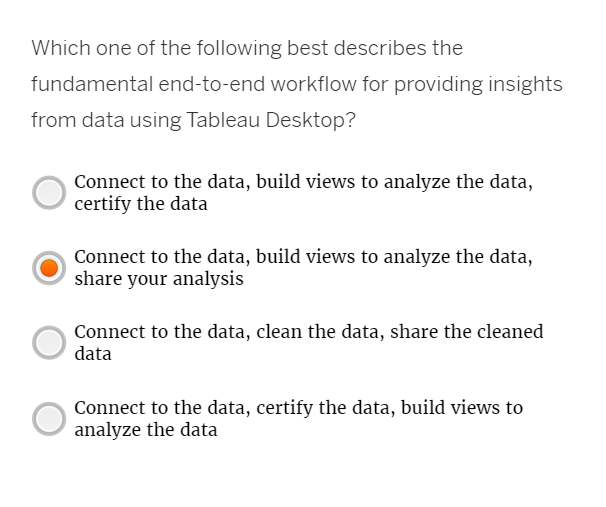 Which one of the following best describes the
fundamental end-to-end workflow for providing insights
from data using Tableau Desktop?
Connect to the data, build views to analyze the data,
certify the data
Connect to the data, build views to analyze the data,
share your analysis
Connect to the data, clean the data, share the cleaned
data
Connect to the data, certify the data, build views to
analyze the data